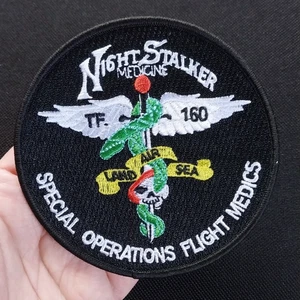 NIGHT STALKER
MEDICINE
TF. 160
AIR
LAND SEA
SPECIAL OPERATIONS FLIGHT MEDICS